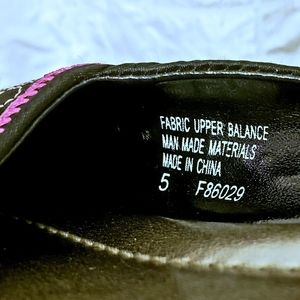 FABRIC UPPER BALANCE
MAN MADE MATERIALS
MADE IN CHINA
5 F86029